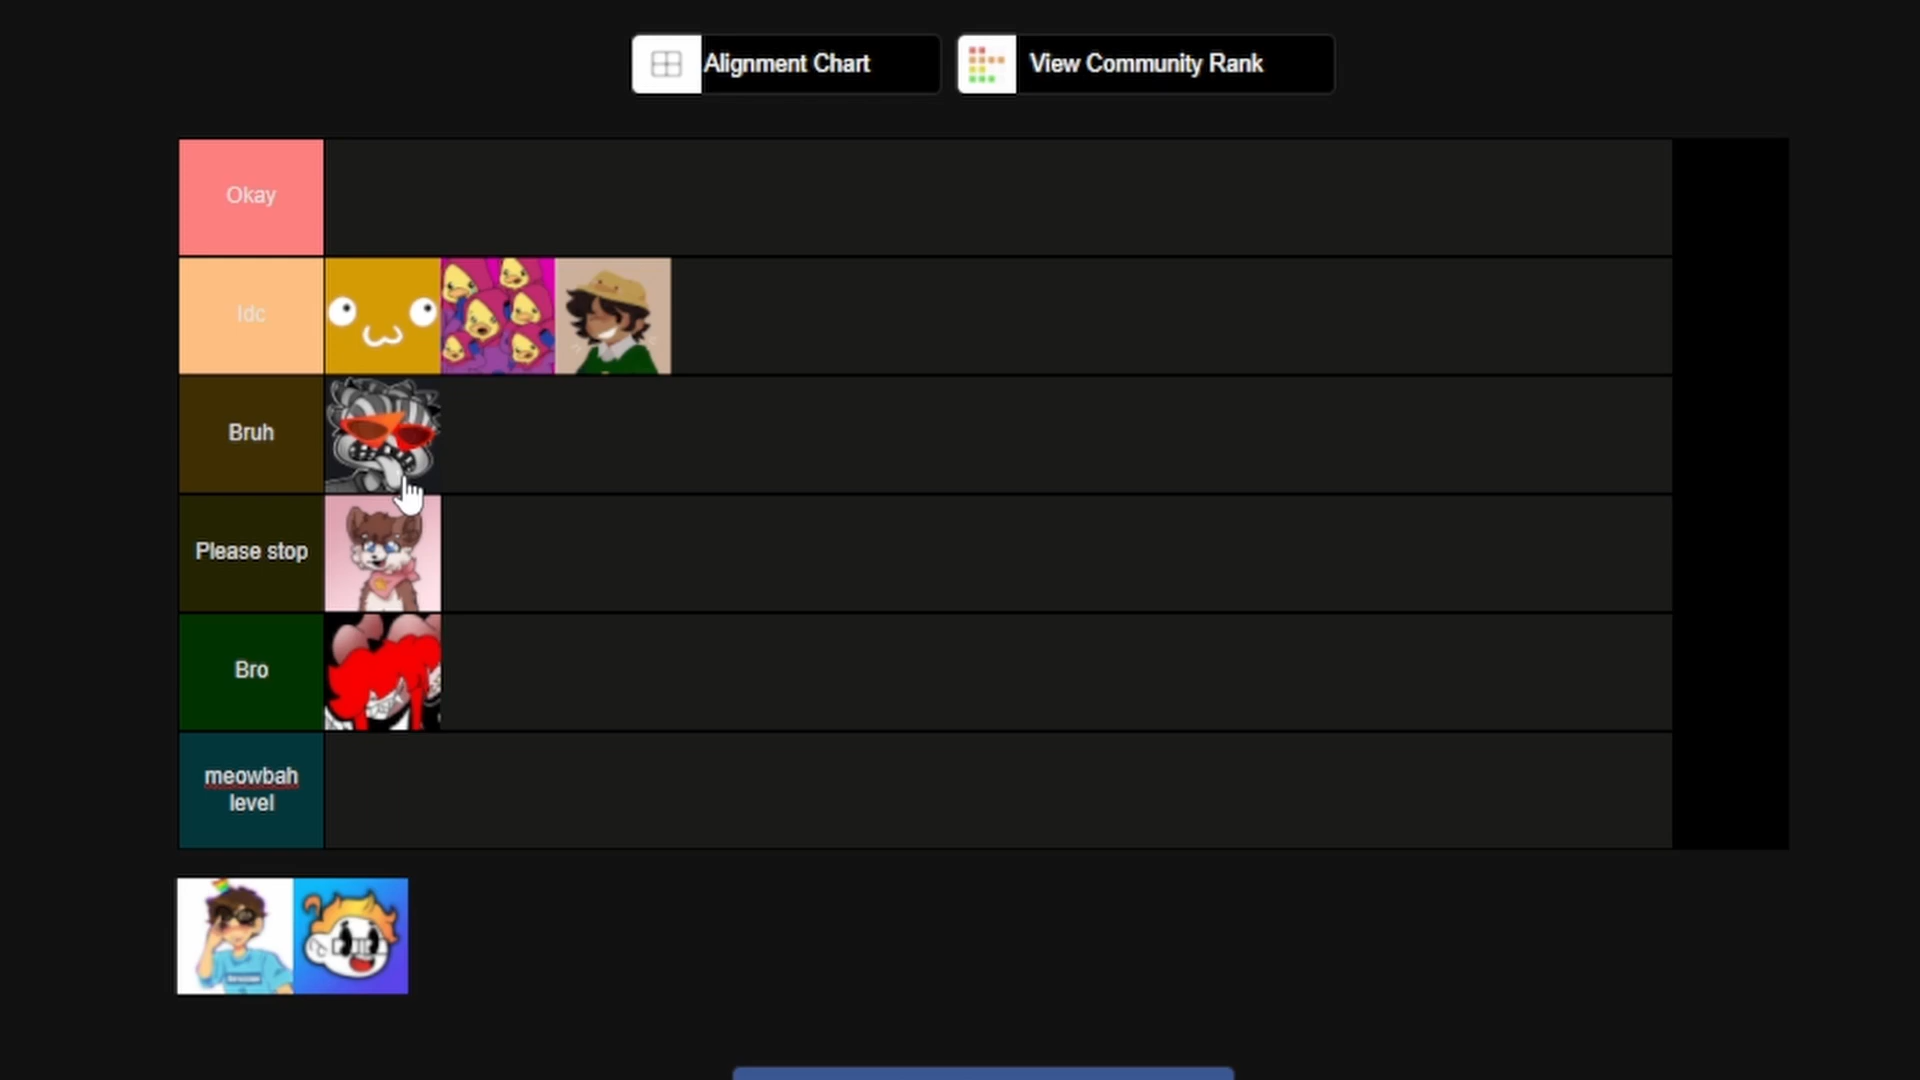 Alignment Chart
View Community Rank
Okay
Idc
Bruh
Please stop
Bro
meowbah
level